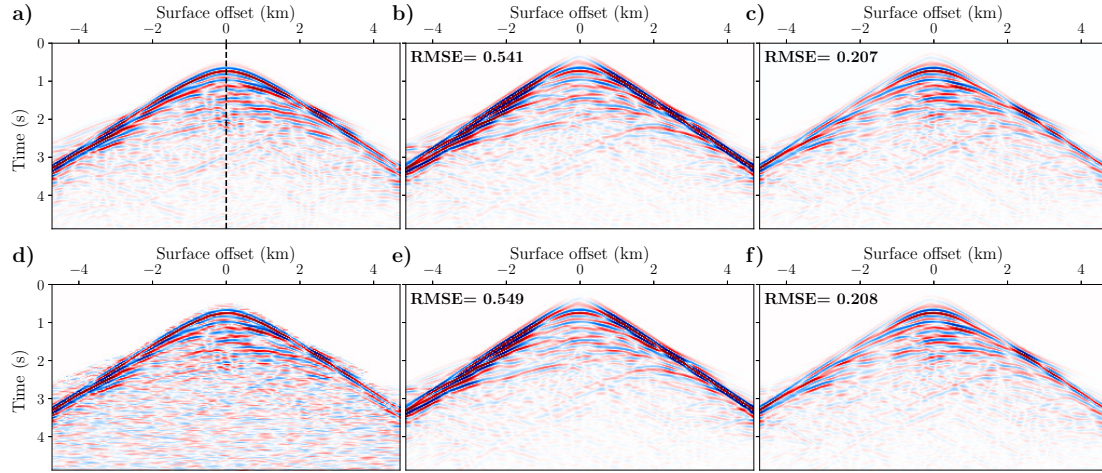 a) Surface offset (km) b) Surface offset (km) c) Surface offset (km)
−4 −2 0 2 4 −4 −2 0 2 4 −4 −2 0 2 4
0 RMSE= 0.541 RMSE= 0.207
1
2
3
4
Time (s)
d) Surface offset (km) e) Surface offset (km) f) Surface offset (km)
−4 −2 0 2 4 −4 −2 0 2 4 −4 −2 0 2 4
0 RMSE= 0.549 RMSE= 0.208
1
2
3
4
Time (s)